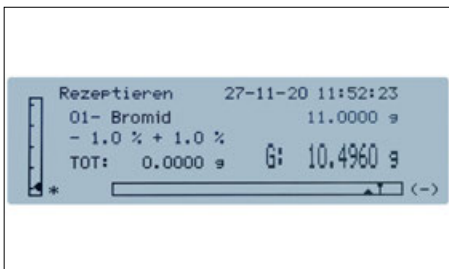 Rezeptieren 27-11-20 11:52:23
01- Bromid 11.0000 g
- 1.0 % + 1.0 %
TOT: 0.0000 g G: 10.4960 g
* (-)